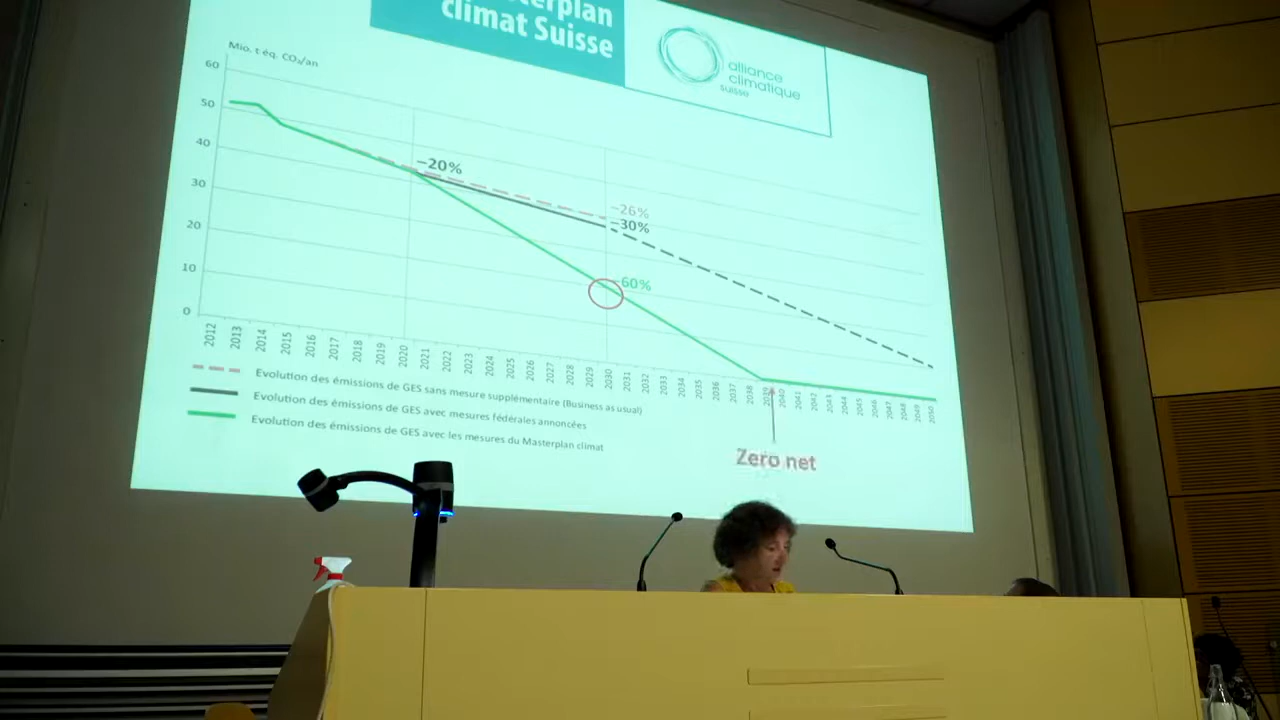 climat Suisse
alliance
climatique
suisse
Mio. t éq. CO₂/an
60
50
40
30
20
10
0
−20%
−26%
−30%
−60%
2012 2013 2014 2015 2016 2017 2018 2019 2020 2021 2022 2023 2024 2025 2026 2027 2028 2029 2030 2031 2032 2033 2034 2035 2036 2037 2038 2039 2040 2041 2042 2043 2044 2045 2046 2047 2048 2049 2050
Evolution des émissions de GES sans mesure supplémentaire (Business as usual)
Evolution des émissions de GES avec mesures fédérales annoncées
Evolution des émissions de GES avec les mesures du Masterplan climat
Zero net